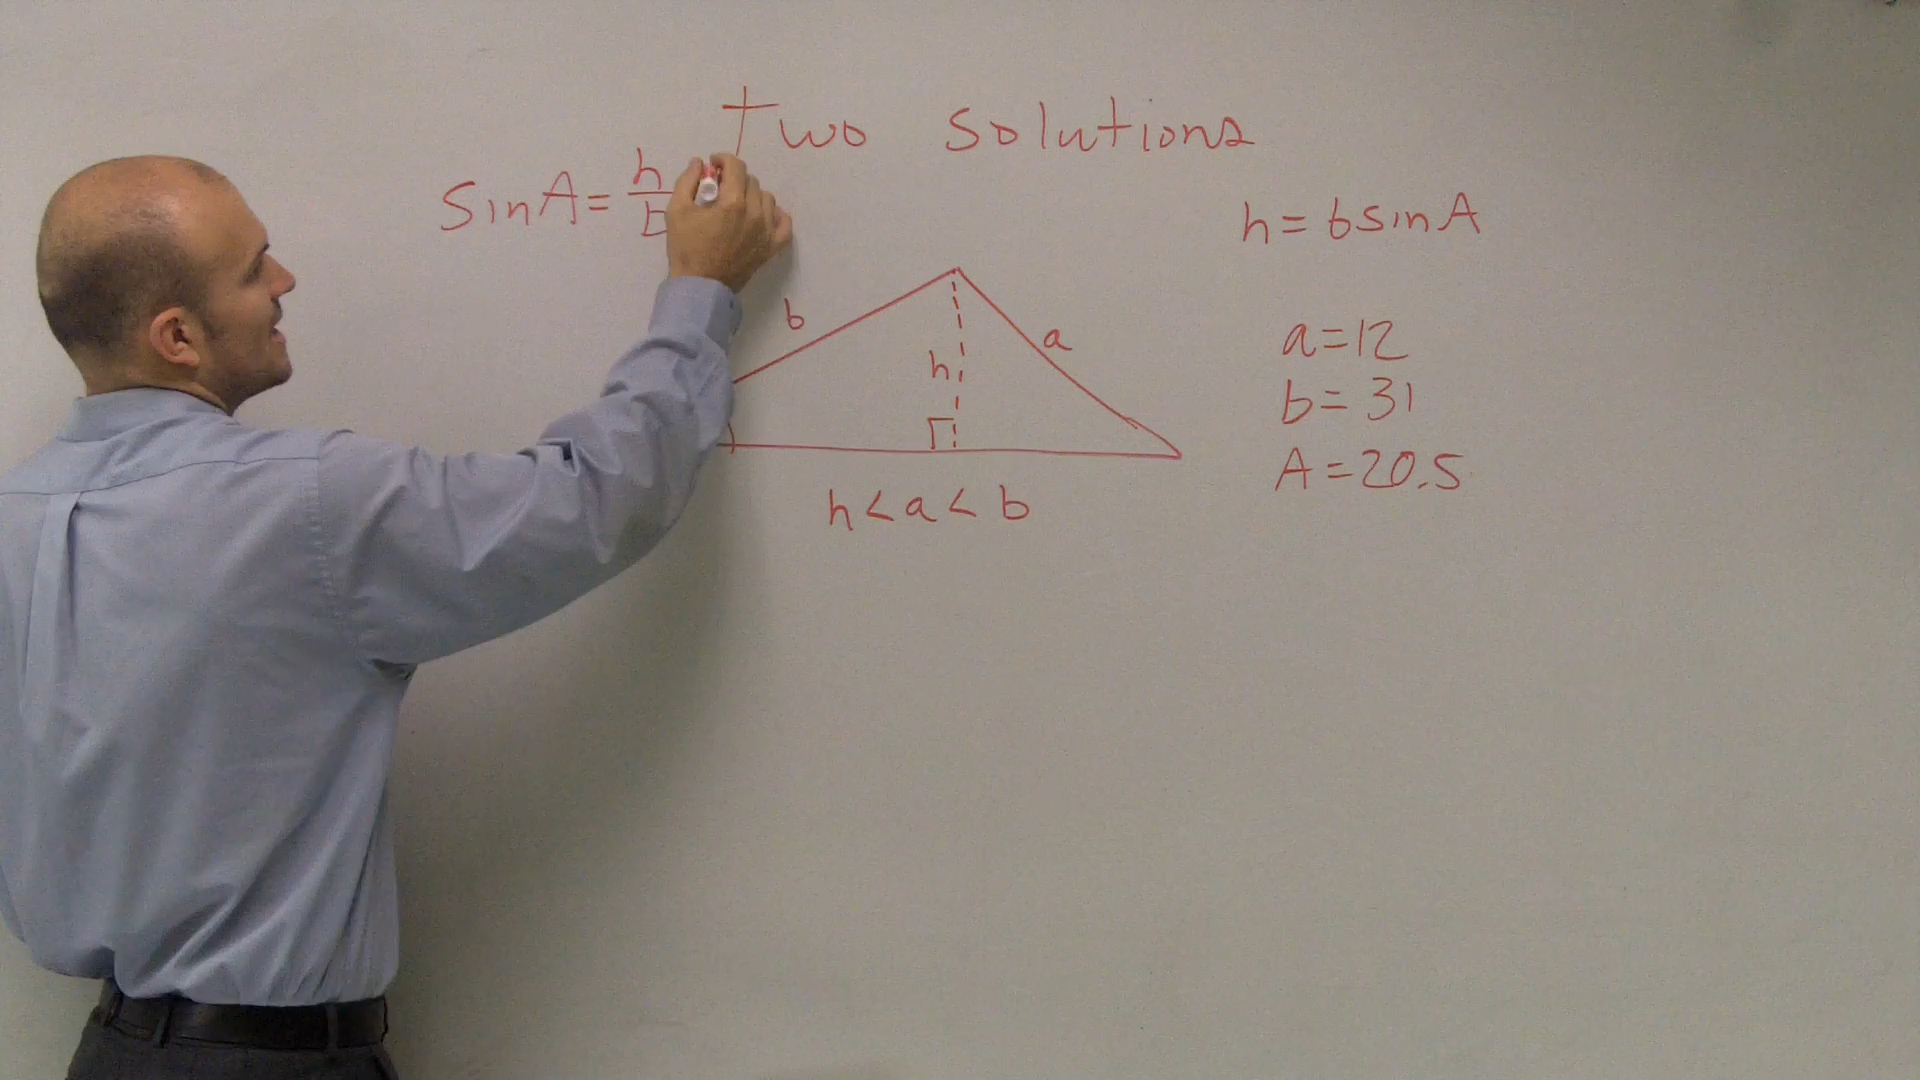 Two solutions
sinA = h/b
h = bsinA
b
a
h
a=12
b=31
A=20.5
h<a<b